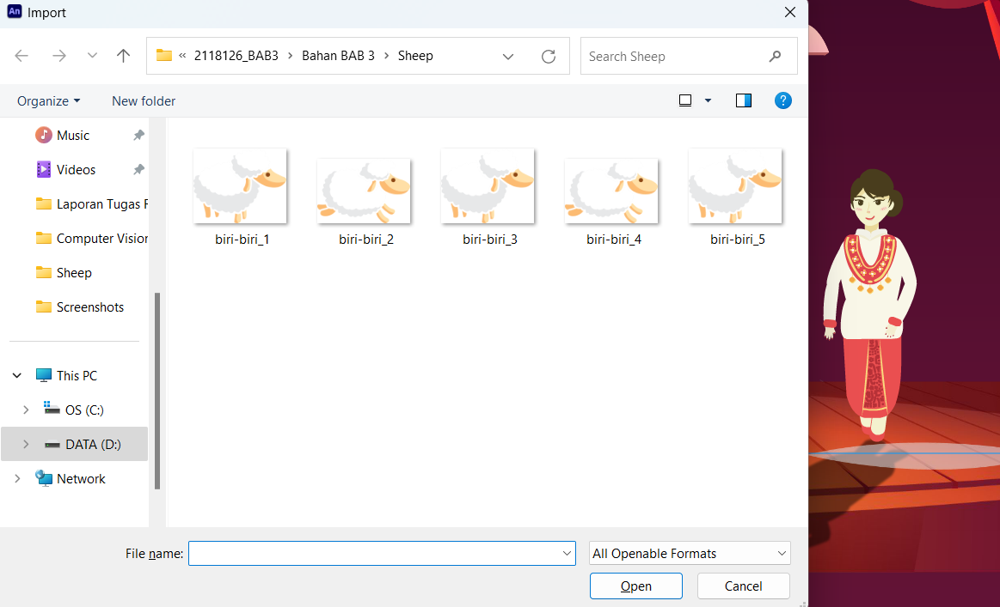 An Import
« 2118126_BAB3 > Bahan BAB 3 > Sheep
Search Sheep
Organize
New folder
?
Music
Videos
Laporan Tugas F
Computer Vision
Sheep
Screenshots
This PC
OS (C:)
DATA (D:)
Network
biri-biri_1
biri-biri_2
biri-biri_3
biri-biri_4
biri-biri_5
File name:
All Openable Formats
Open
Cancel